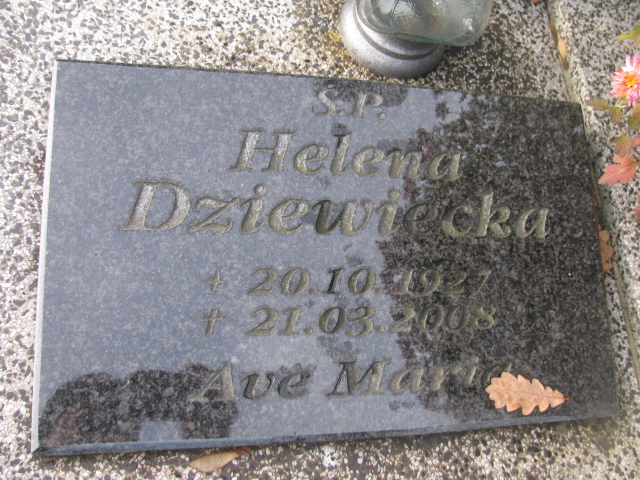 Ś.P.
Helena
Dziewiecka
* 20.10.1927
† 21.03.2008
Ave Maria